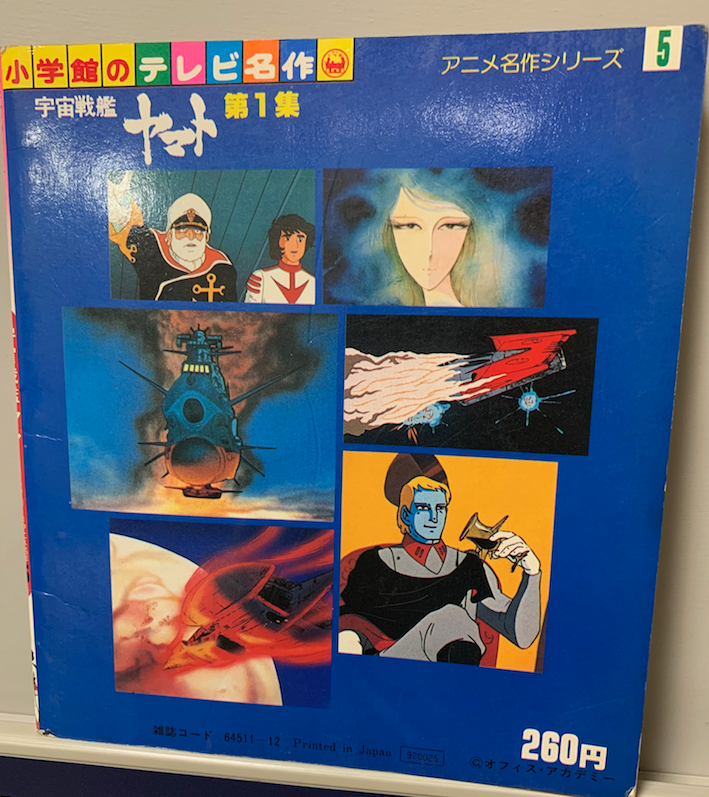 小学館のテレビ名作
アニメ名作シリーズ
5
宇宙戦艦
ヤマト
第1集
雑誌コード 64511-12 Printed in Japan 920025
260円
©オフィス・アカデミー